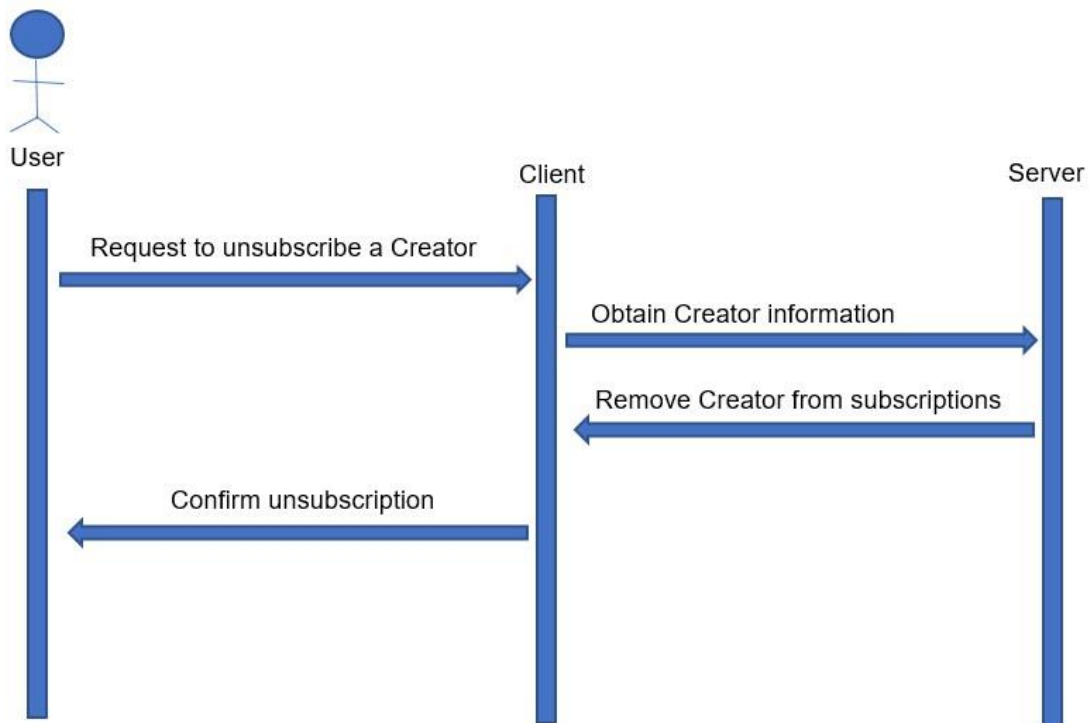 User
Client
Server
Request to unsubscribe a Creator
Obtain Creator information
Remove Creator from subscriptions
Confirm unsubscription